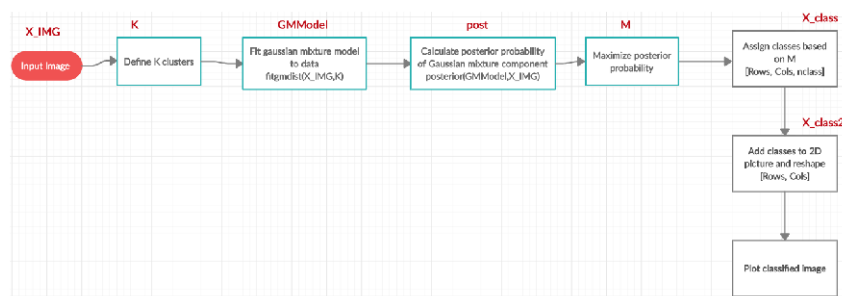 X_IMG
K
GMModel
post
M
X_class
Input Image
Define K clusters
Fit gaussian mixture model
to data
fitgmdist(X_IMG,K)
Calculate posterior probability
of Gaussian mixture component
posterior(GMModel,X_IMG)
Maximize posterior
probability
Assign classes based
on M
[Rows, Cols, nclass]
X_class2
Add classes to 2D
picture and reshape
[Rows, Cols]
Plot classified image